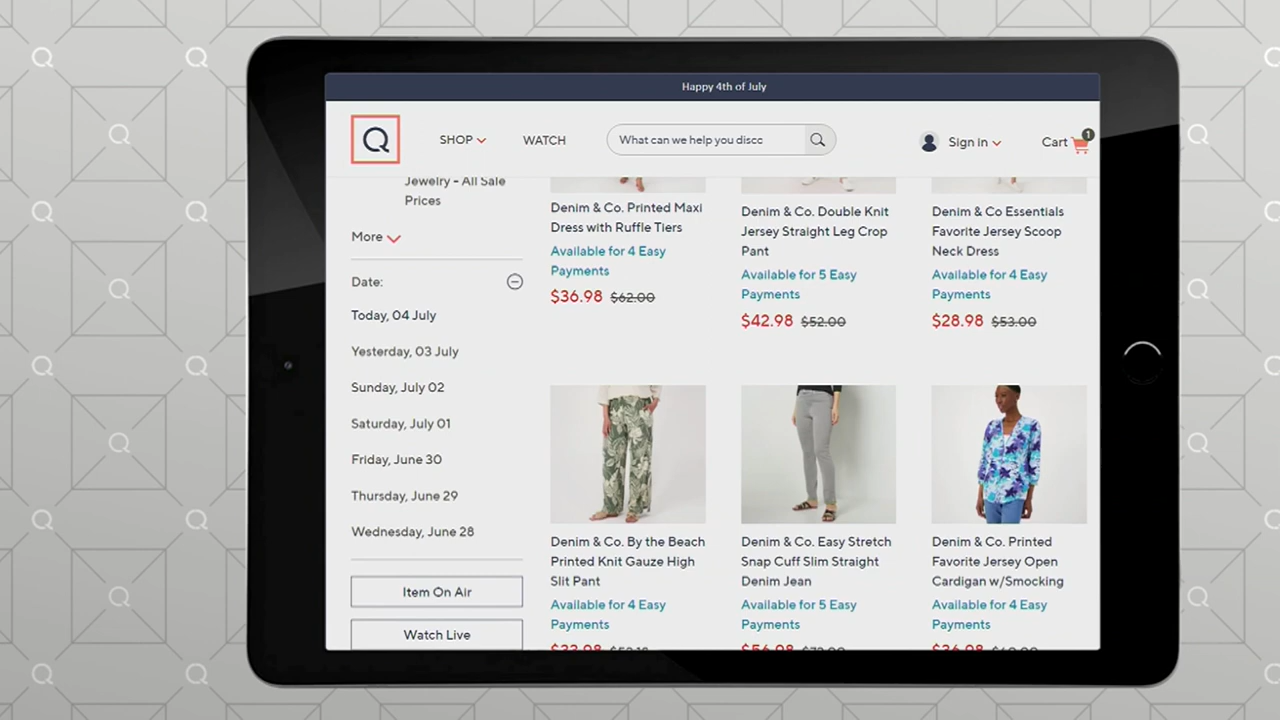 Happy 4th of July
Q
SHOP
WATCH
What can we help you discc
Sign in
Cart
1
Jewelry - All Sale
Prices
More
Date:
Today, 04 July
Yesterday, 03 July
Sunday, July 02
Saturday, July 01
Friday, June 30
Thursday, June 29
Wednesday, June 28
Item On Air
Watch Live
Denim & Co. Printed Maxi
Dress with Ruffle Tiers
Available for 4 Easy
Payments
$36.98 $62.00
Denim & Co. Double Knit
Jersey Straight Leg Crop
Pant
Available for 5 Easy
Payments
$42.98 $52.00
Denim & Co Essentials
Favorite Jersey Scoop
Neck Dress
Available for 4 Easy
Payments
$28.98 $53.00
Denim & Co. By the Beach
Printed Knit Gauze High
Slit Pant
Available for 4 Easy
Payments
Denim & Co. Easy Stretch
Snap Cuff Slim Straight
Denim Jean
Available for 5 Easy
Payments
Denim & Co. Printed
Favorite Jersey Open
Cardigan w/Smocking
Available for 4 Easy
Payments